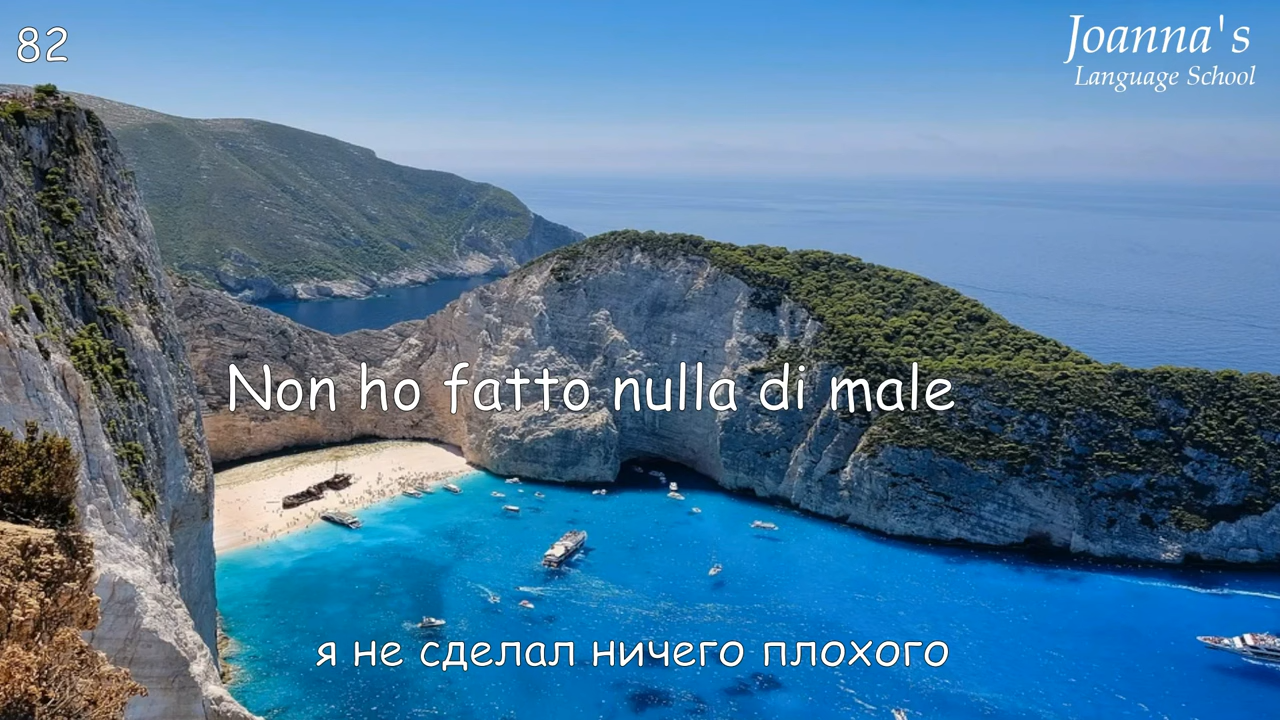 82
Joanna's
Language School
Non ho fatto nulla di male
я не сделал ничего плохого